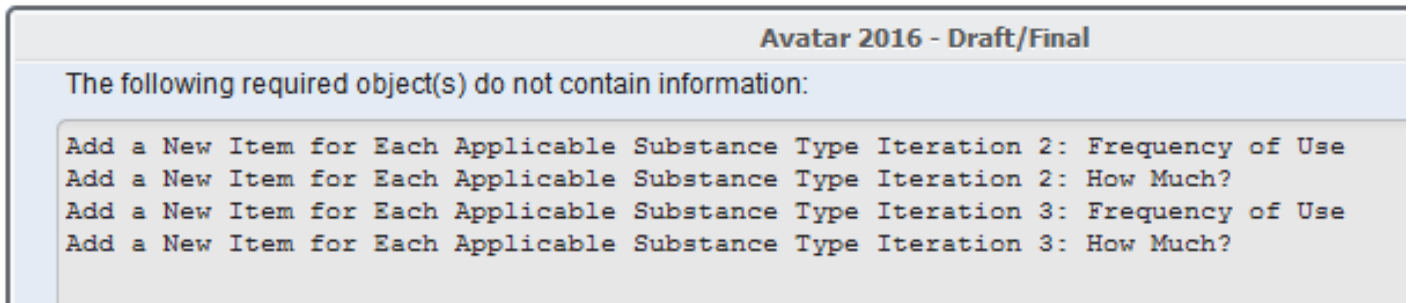 Avatar 2016 - Draft/Final
The following required object(s) do not contain information:
Add a New Item for Each Applicable Substance Type Iteration 2: Frequency of Use
Add a New Item for Each Applicable Substance Type Iteration 2: How Much?
Add a New Item for Each Applicable Substance Type Iteration 3: Frequency of Use
Add a New Item for Each Applicable Substance Type Iteration 3: How Much?